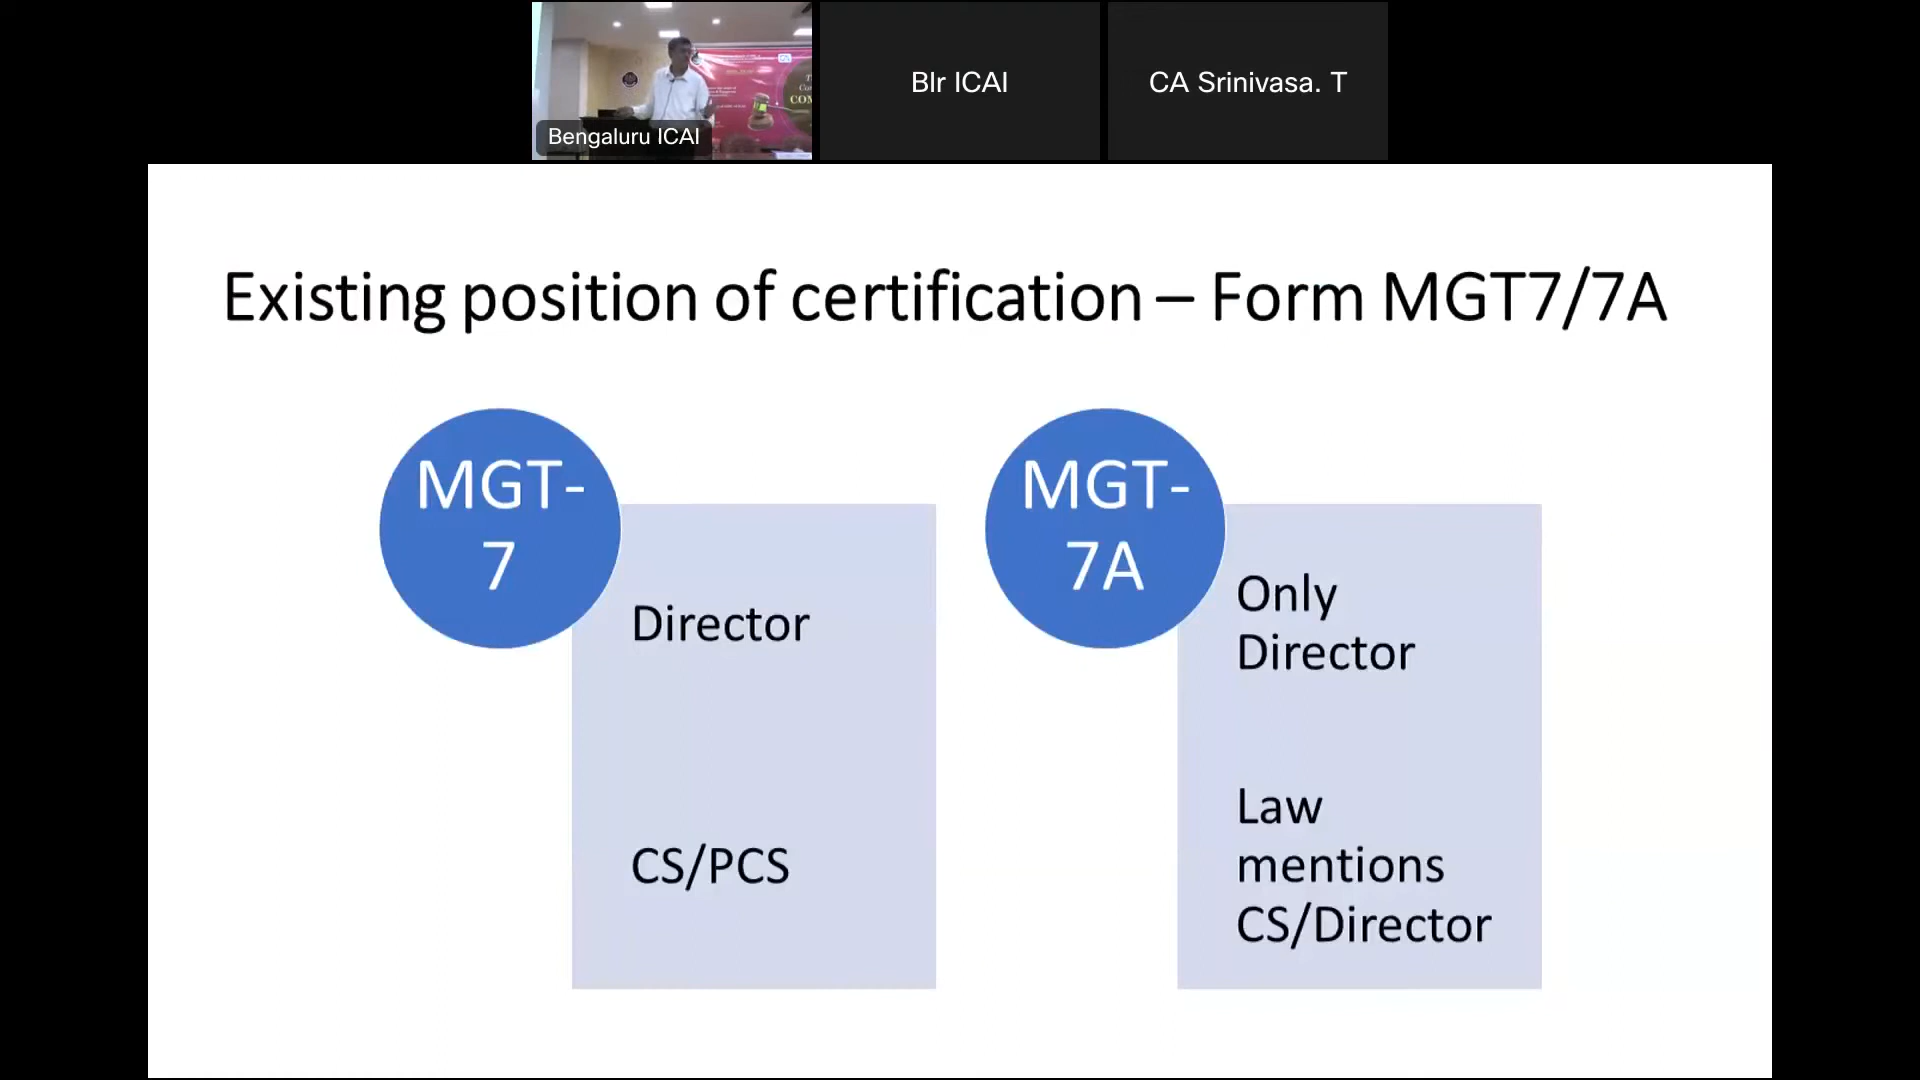 Bengaluru ICAI
Blr ICAI
CA Srinivasa. T
Existing position of certification – Form MGT7/7A
MGT-
7
Director
CS/PCS
MGT-
7A
Only
Director
Law
mentions
CS/Director